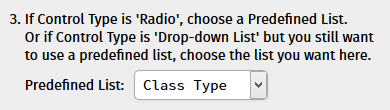 3. If Control Type is 'Radio', choose a Predefined List.
Or if Control Type is 'Drop-down List' but you still want
to use a predefined list, choose the list you want here.
Predefined List: Class Type